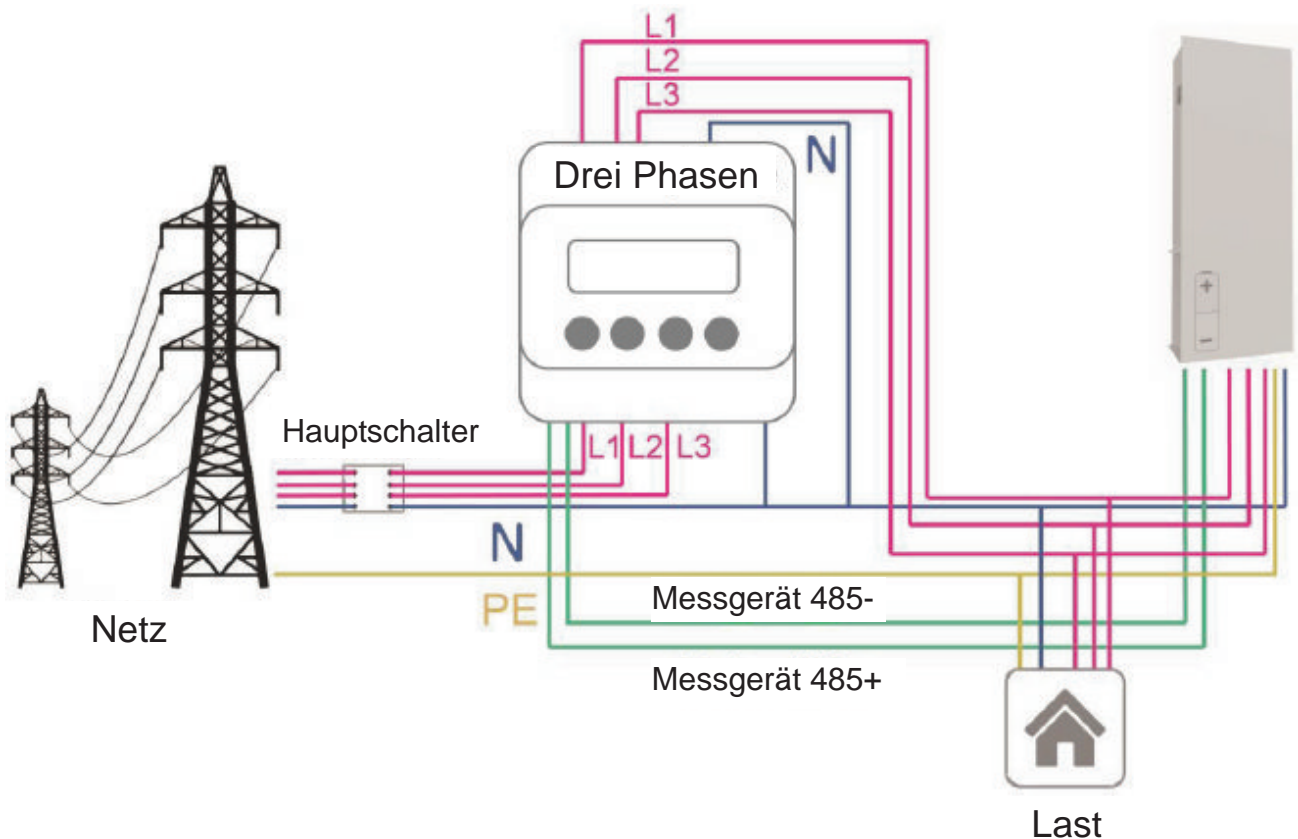 L1
L2
L3
N
Drei Phasen
Hauptschalter
L1 L2 L3
N
PE
Messgerät 485-
Netz
Messgerät 485+
Last